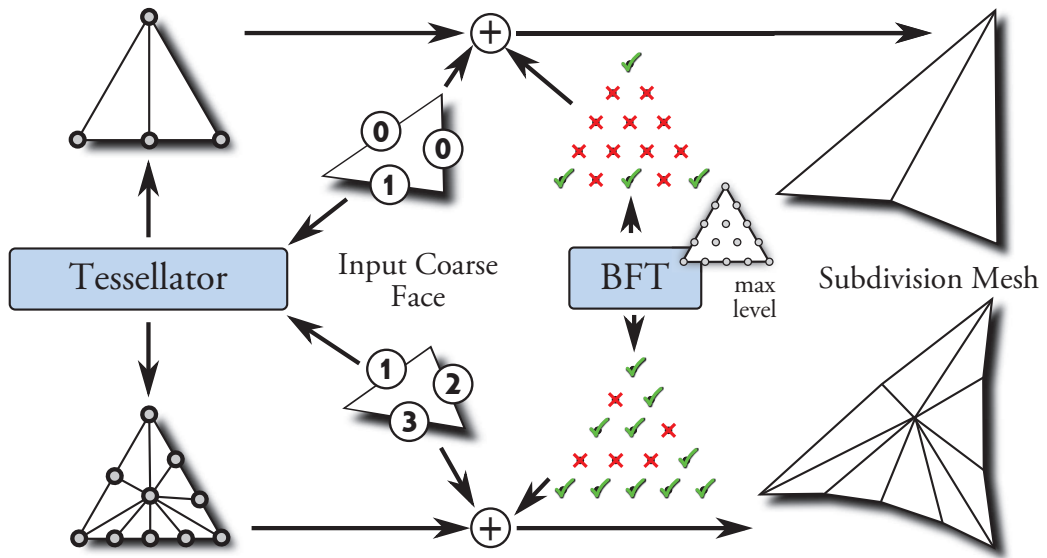 0
0
1
Tessellator
Input Coarse
Face
BFT
max
level
Subdivision Mesh
1
2
3